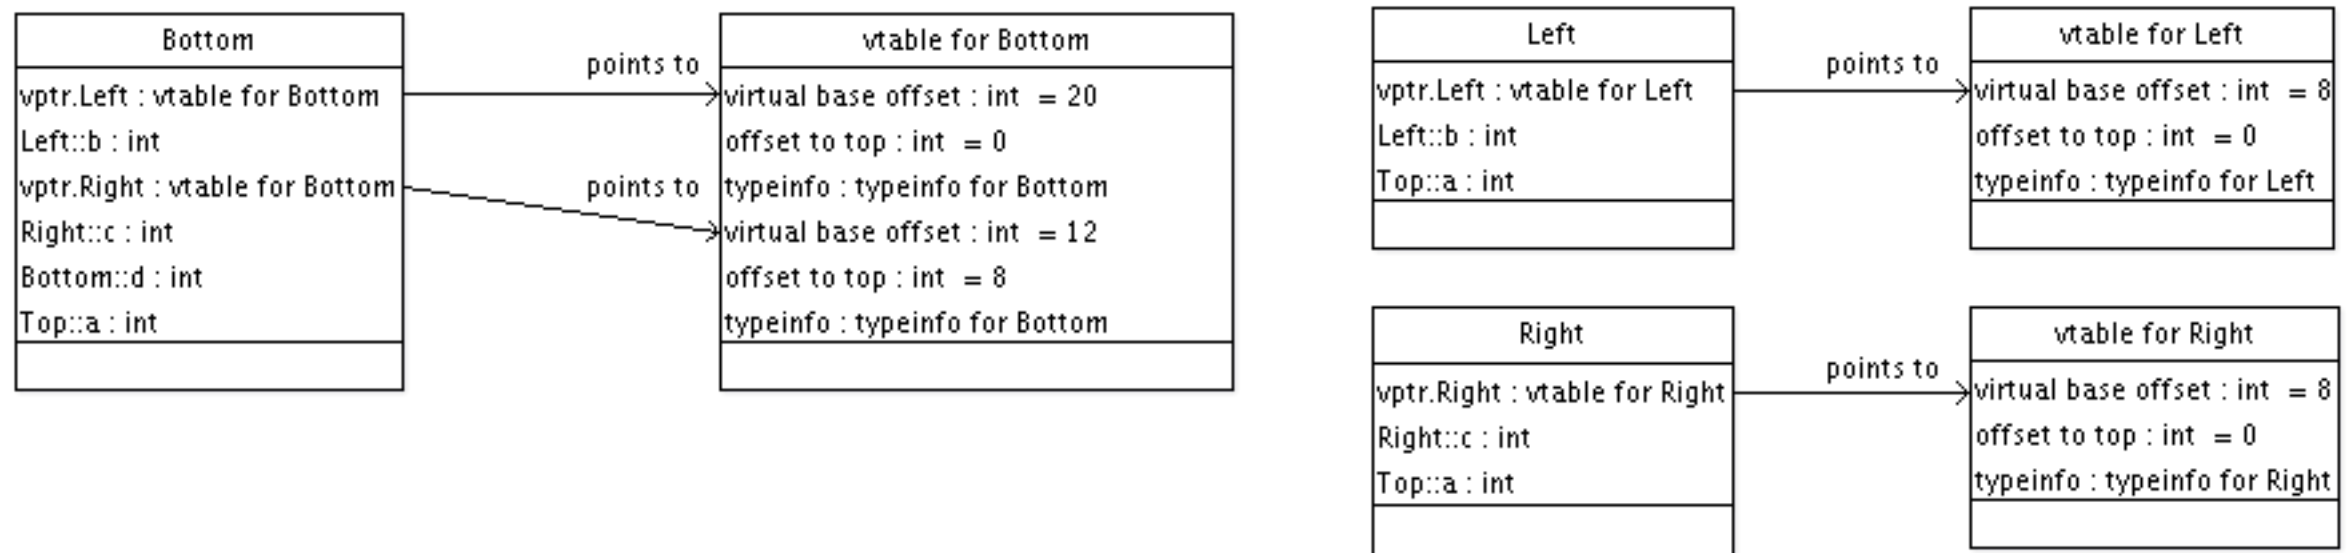 Bottom
vptr.Left : vtable for Bottom
Left::b : int
vptr.Right : vtable for Bottom
Right::c : int
Bottom::d : int
Top::a : int
points to
points to
vtable for Bottom
virtual base offset : int = 20
offset to top : int = 0
typeinfo : typeinfo for Bottom
virtual base offset : int = 12
offset to top : int = 8
typeinfo : typeinfo for Bottom
Left
vptr.Left : vtable for Left
Left::b : int
Top::a : int
points to
vtable for Left
virtual base offset : int = 8
offset to top : int = 0
typeinfo : typeinfo for Left
Right
vptr.Right : vtable for Right
Right::c : int
Top::a : int
points to
vtable for Right
virtual base offset : int = 8
offset to top : int = 0
typeinfo : typeinfo for Right